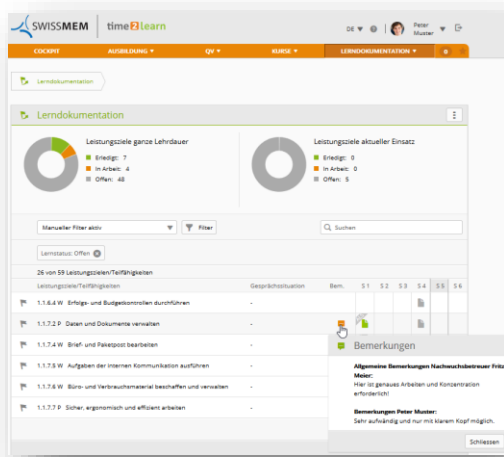 SWISSMEM time2learn
DE
Peter
Muster
COCKPIT AUSBILDUNG QV KURSE LERNDOKUMENTATION
Lerndokumentation
Lerndokumentation
Leistungsziele ganze Lehrdauer Leistungsziele aktueller Einsatz
Erledigt: 7 Erledigt: 0
In Arbeit: 4 In Arbeit: 0
Offen: 48 Offen: 5
Manueller Filter aktiv Filter Suchen
Lernstatus: Offen
26 von 59 Leistungszielen/Teilfähigkeiten
Leistungsziele/Teilfähigkeiten Gesprächssituation Bem. S 1 S 2 S 3 S 4 S 5 S 6
1.1.6.4 W Erfolgs- und Budgetkontrollen durchführen -
1.1.7.2 P Daten und Dokumente verwalten -
1.1.7.4 W Brief- und Paketpost bearbeiten -
1.1.7.5 W Aufgaben der internen Kommunikation ausführen -
1.1.7.6 W Büro- und Verbrauchsmaterial beschaffen und verwalten -
1.1.7.7 P Sicher, ergonomisch und effizient arbeiten -
Bemerkungen
Allgemeine Bemerkungen Nachwuchsbetreuer Fritz
Meier:
Hier ist genaues Arbeiten und Konzentration
erforderlich!
Bemerkungen Peter Muster:
Sehr aufwändig und nur mit klarem Kopf möglich.
Schliessen